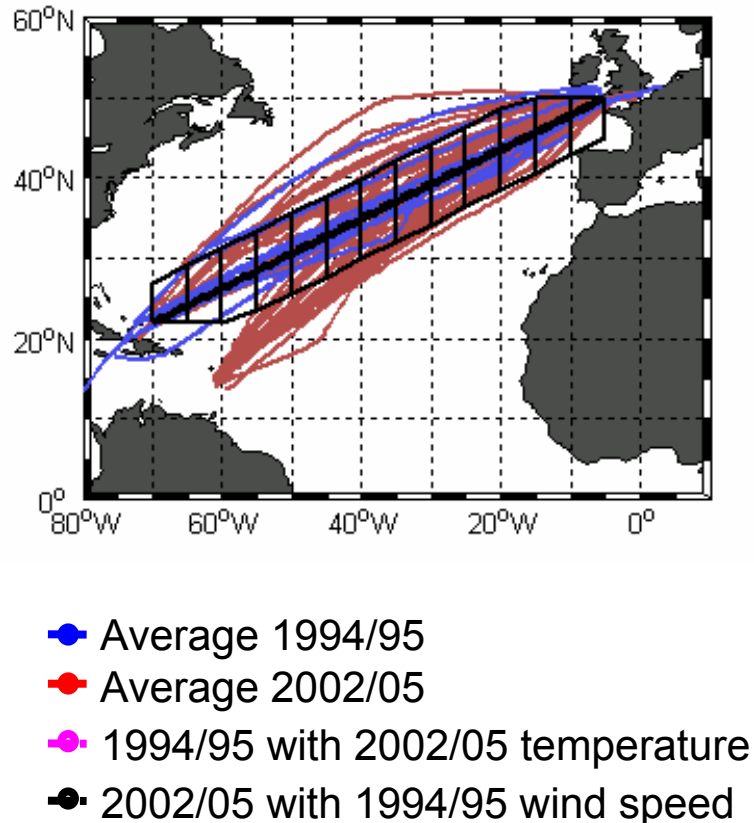 60°N
40°N
20°N
0°
80°W 60°W 40°W 20°W 0°
Average 1994/95
Average 2002/05
1994/95 with 2002/05 temperature
2002/05 with 1994/95 wind speed